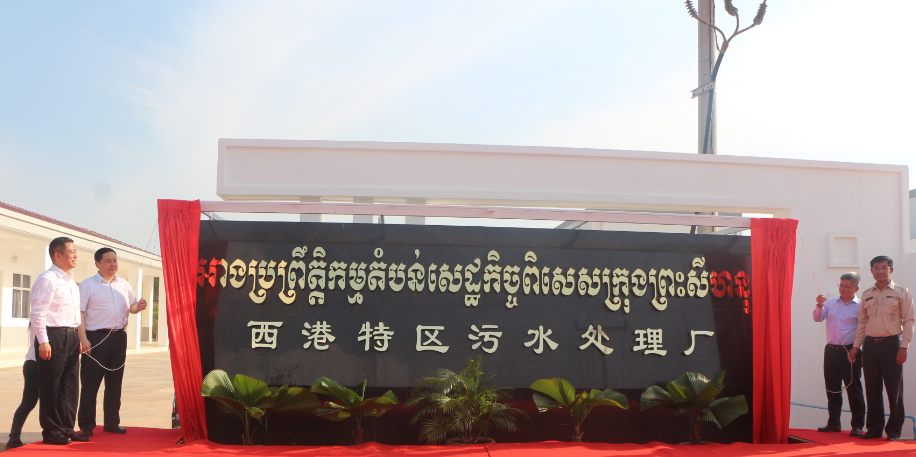 អាងប្រព្រឹត្តិកម្មតំបន់សេដ្ឋកិច្ចពិសេសក្រុងព្រះសីហនុ
西港特区污水处理厂